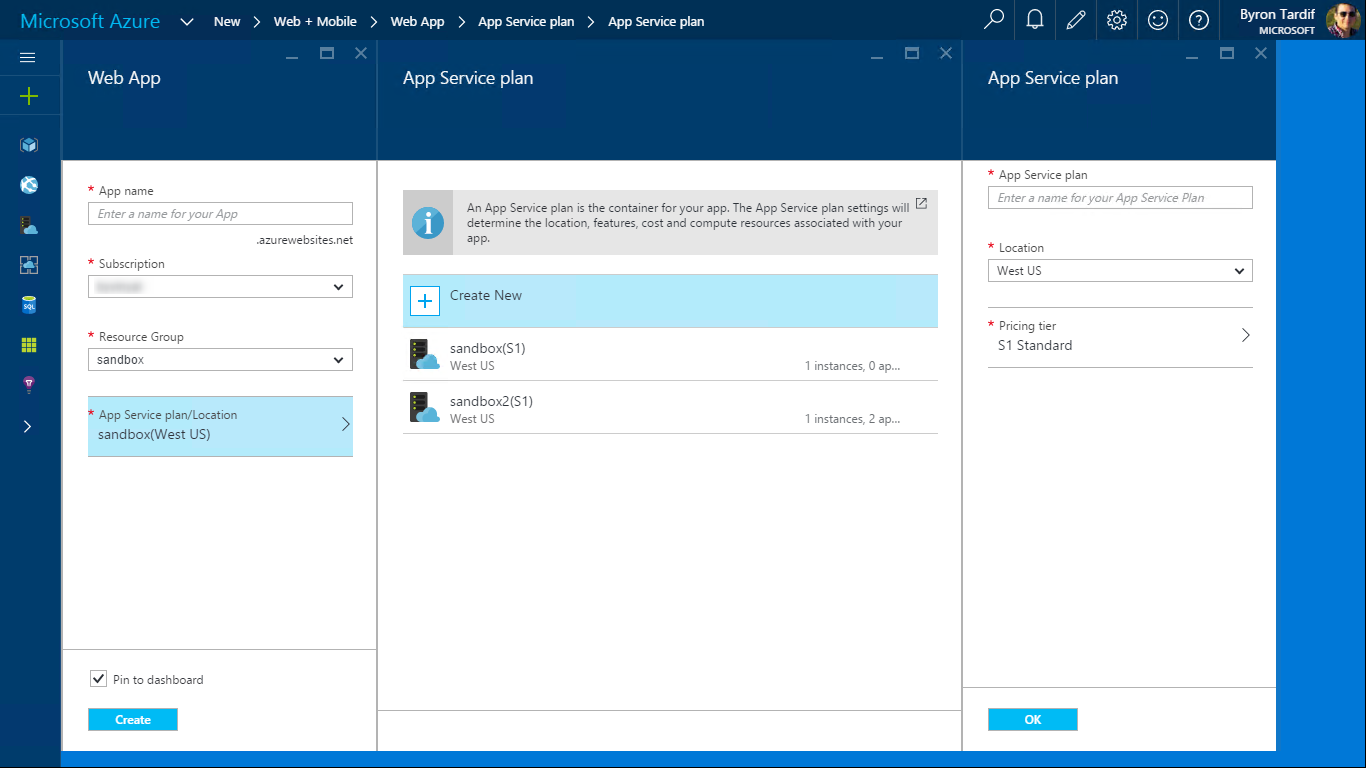 Microsoft Azure New Web + Mobile Web App App Service plan App Service plan
Byron Tardif
MICROSOFT
Web App
* App name
Enter a name for your App
.azurewebsites.net
* Subscription
* Resource Group
sandbox
* App Service plan/Location
sandbox(West US)
Pin to dashboard
Create
App Service plan
An App Service plan is the container for your app. The App Service plan settings will
determine the location, features, cost and compute resources associated with your
app.
Create New
sandbox(S1)
West US 1 instances, 0 ap...
sandbox2(S1)
West US 1 instances, 2 ap...
App Service plan
* App Service plan
Enter a name for your App Service Plan
* Location
West US
* Pricing tier
S1 Standard
OK
SQL